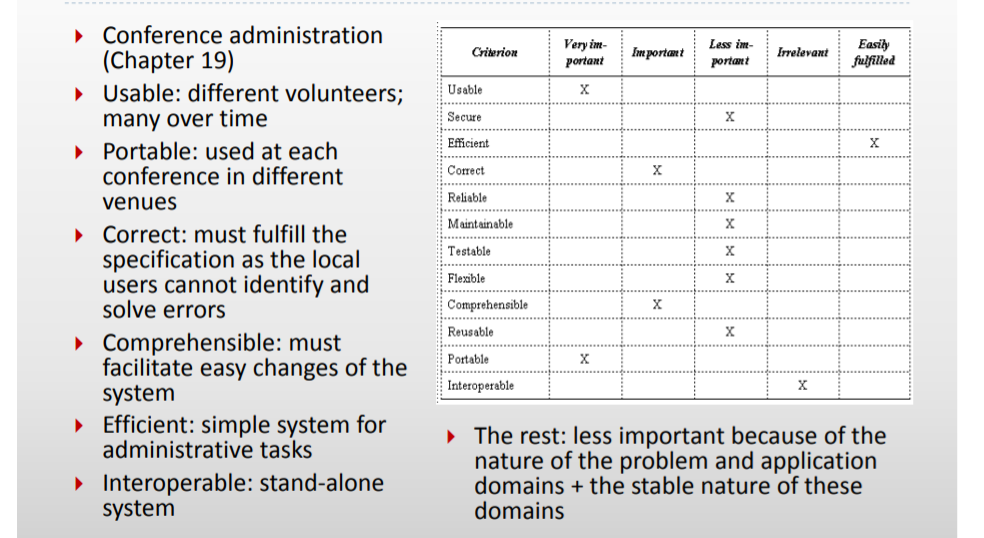 Conference administration
(Chapter 19)
Usable: different volunteers;
many over time
Portable: used at each
conference in different
venues
Correct: must fulfill the
specification as the local
users cannot identify and
solve errors
Comprehensible: must
facilitate easy changes of the
system
Efficient: simple system for
administrative tasks
Interoperable: stand-alone
system
Criterion Very im-portant Important Less im-portant Irrelevant Easily fulfilled
Usable X
Secure X
Efficient X
Correct X
Reliable X
Maintainable X
Testable X
Flexible X
Comprehensible X
Reusable X
Portable X
Interoperable X
The rest: less important because of the
nature of the problem and application
domains + the stable nature of these
domains